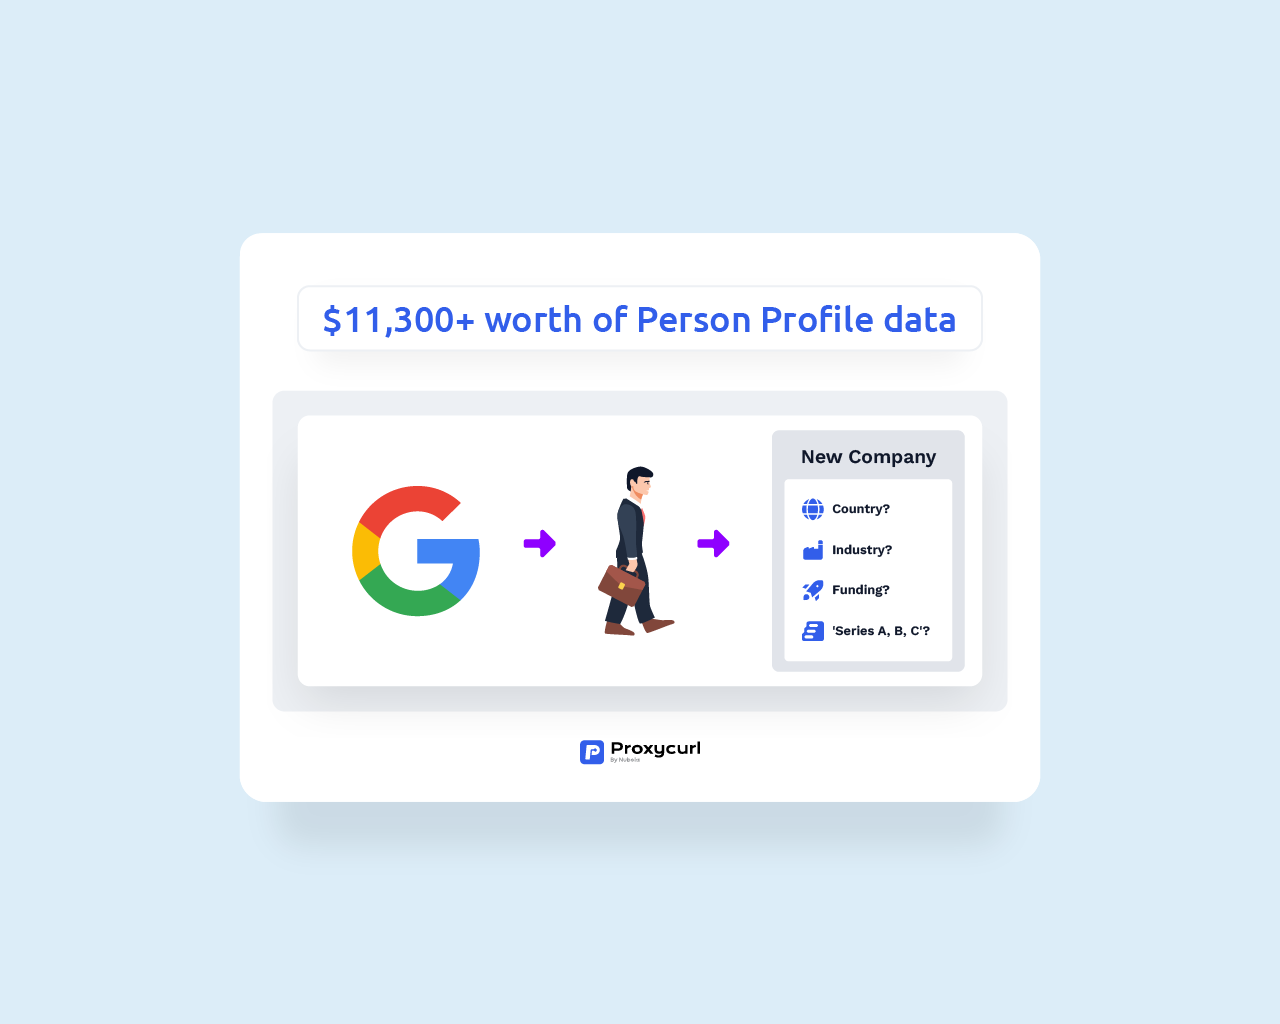 $11,300+ worth of Person Profile data
New Company
Country?
Industry?
Funding?
'Series A, B, C'?
Proxycurl
By Nubela